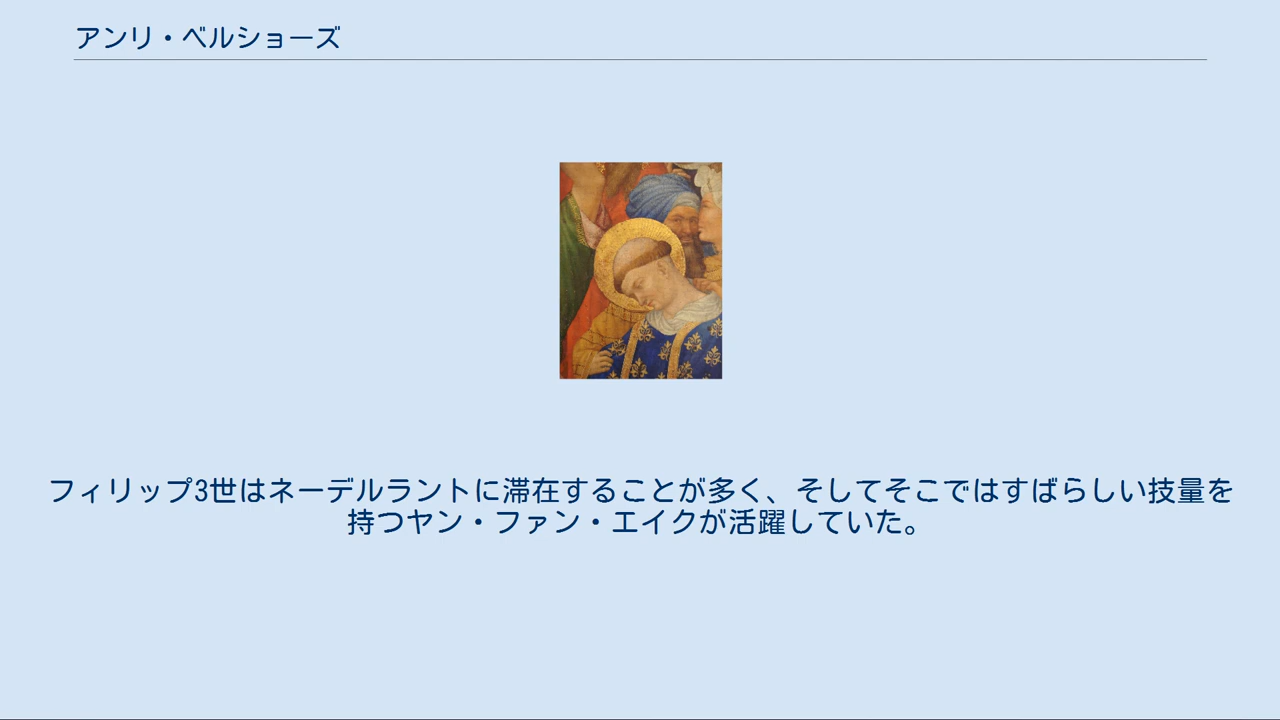 アンリ・ベルショーズ
フィリップ3世はネーデルラントに滞在することが多く、そしてそこではすばらしい技量を
持つヤン・ファン・エイクが活躍していた。